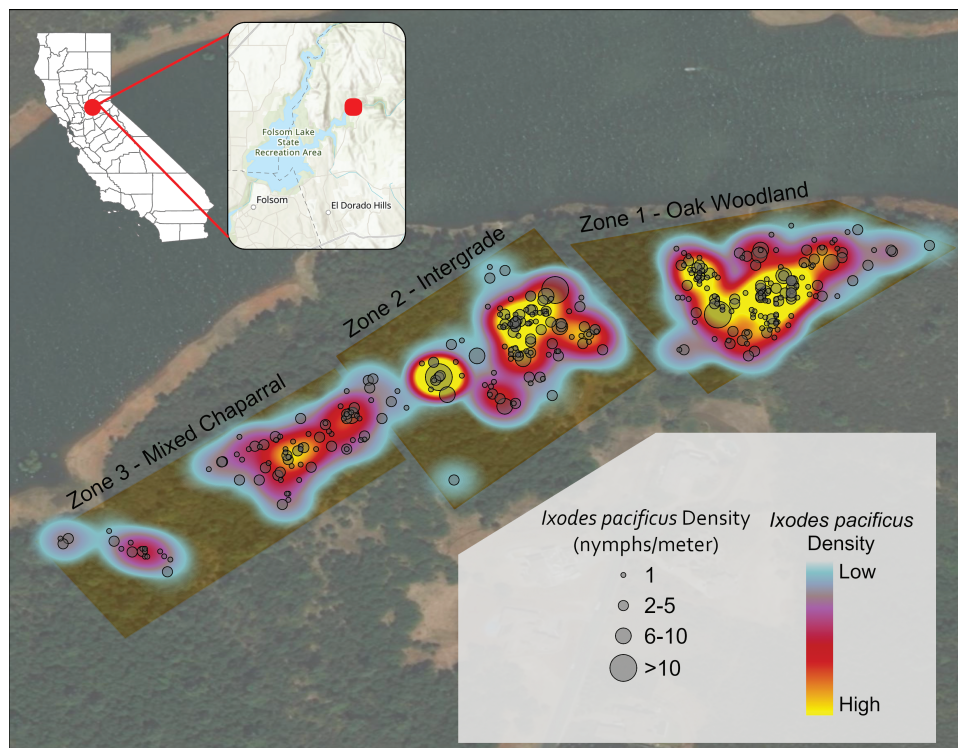 Folsom Lake
State
Recreation Area
Folsom
El Dorado Hills
Zone 1 - Oak Woodland
Zone 2 - Intergrade
Zone 3 - Mixed Chaparral
Ixodes pacificus Density
(nymphs/meter)
1
2-5
6-10
>10
Ixodes pacificus
Density
Low
High